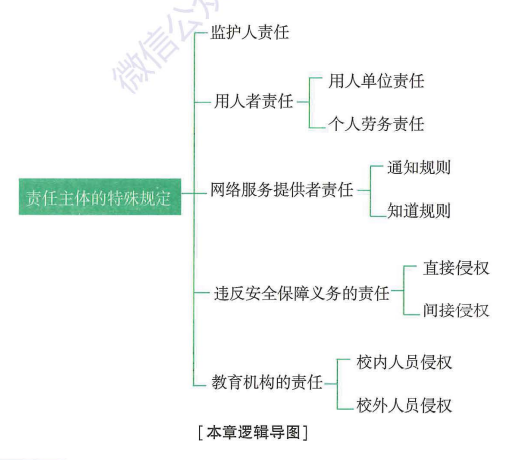 微信公众
监护人责任
用人者责任
用人单位责任
个人劳务责任
责任主体的特殊规定
网络服务提供者责任
通知规则
知道规则
违反安全保障义务的责任
直接侵权
间接侵权
教育机构的责任
校内人员侵权
校外人员侵权
[本章逻辑导图]